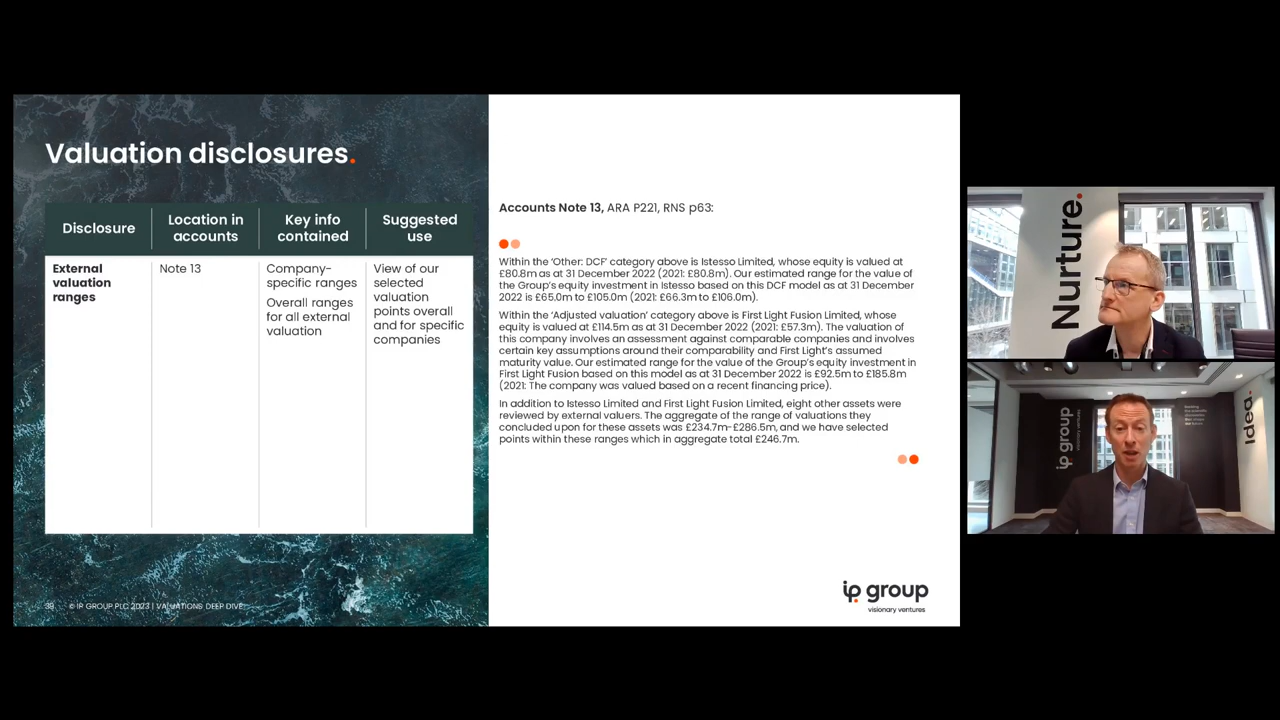 Valuation disclosures.
Disclosure
Location in
accounts
Key info
contained
Suggested
use
External
valuation
ranges
Note 13
Company-
specific ranges
Overall ranges
for all external
valuation
View of our
selected
valuation
points overall
and for specific
companies
39 © IP GROUP PLC 2023 | VALUATIONS DEEP DIVE
Accounts Note 13, ARA P221, RNS p63:
Within the 'Other: DCF' category above is Istesso Limited, whose equity is valued at
£80.8m as at 31 December 2022 (2021: £80.8m). Our estimated range for the value of
the Group's equity investment in Istesso based on this DCF model as at 31 December
2022 is £65.0m to £105.0m (2021: £66.3m to £106.0m).
Within the 'Adjusted valuation' category above is First Light Fusion Limited, whose
equity is valued at £114.5m as at 31 December 2022 (2021: £57.3m). The valuation of
this company involves an assessment against comparable companies and involves
certain key assumptions around their comparability and First Light's assumed
maturity value. Our estimated range for the value of the Group's equity investment in
First Light Fusion based on this model as at 31 December 2022 is £92.5m to £185.8m
(2021: The company was valued based on a recent financing price).
In addition to Istesso Limited and First Light Fusion Limited, eight other assets were
reviewed by external valuers. The aggregate of the range of valuations they
concluded upon for these assets was £234.7m-£286.5m, and we have selected
points within these ranges which in aggregate total £246.7m.
ip group
visionary ventures
Nurture.
ip group
Idea.